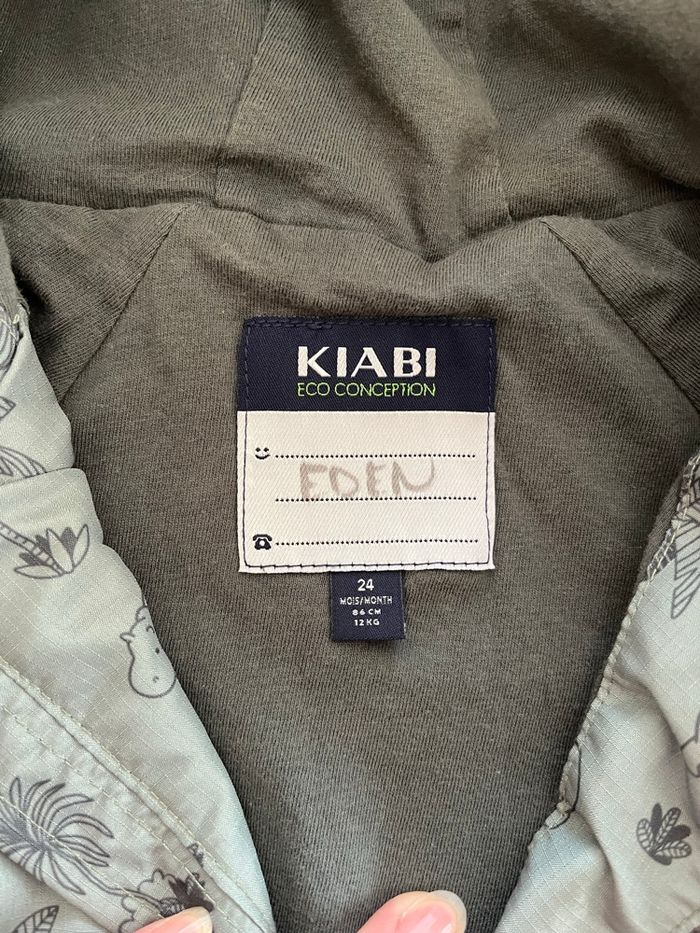 KIABI
ECO CONCEPTION
EDEN
24
MOIS/MONTH
86 CM
12 KG